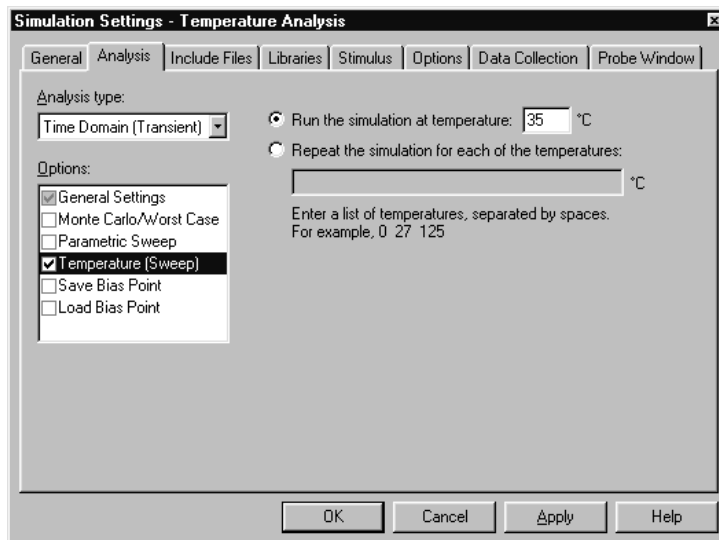 Simulation Settings - Temperature Analysis
General Analysis Include Files Libraries Stimulus Options Data Collection Probe Window
Analysis type:
Time Domain (Transient)
Options:
General Settings
Monte Carlo/Worst Case
Parametric Sweep
Temperature (Sweep)
Save Bias Point
Load Bias Point
Run the simulation at temperature: 35 °C
Repeat the simulation for each of the temperatures:
°C
Enter a list of temperatures, separated by spaces.
For example, 0 27 125
OK Cancel Apply Help